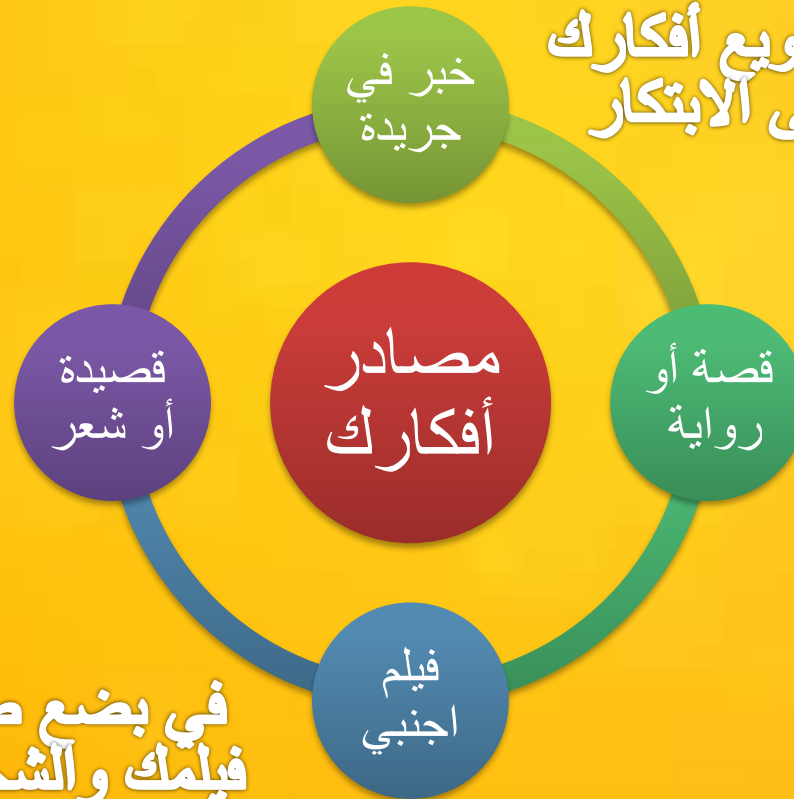 أفكارك
الابتكار
خبر في
جريدة
قصة أو
رواية
مصادر
أفكارك
قصيدة
أو شعر
فيلم
اجنبي
في بضع
فيلمك